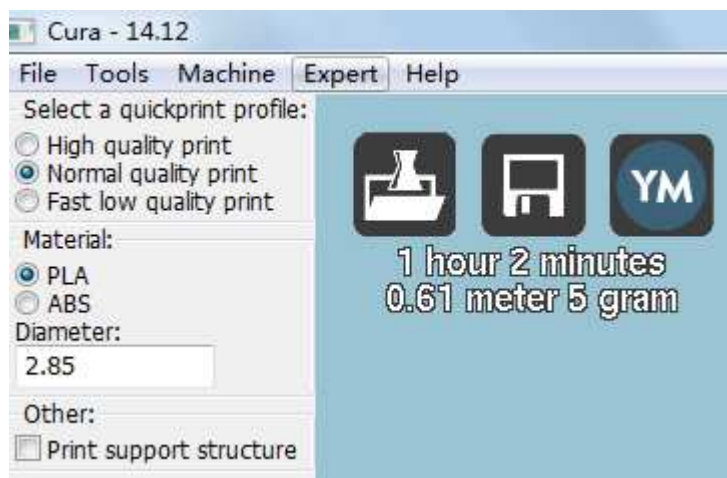 Cura - 14.12
File Tools Machine Expert Help
Select a quickprint profile:
High quality print
Normal quality print
Fast low quality print
Material:
PLA
ABS
Diameter:
2.85
Other:
Print support structure
YM
1 hour 2 minutes
0.61 meter 5 gram